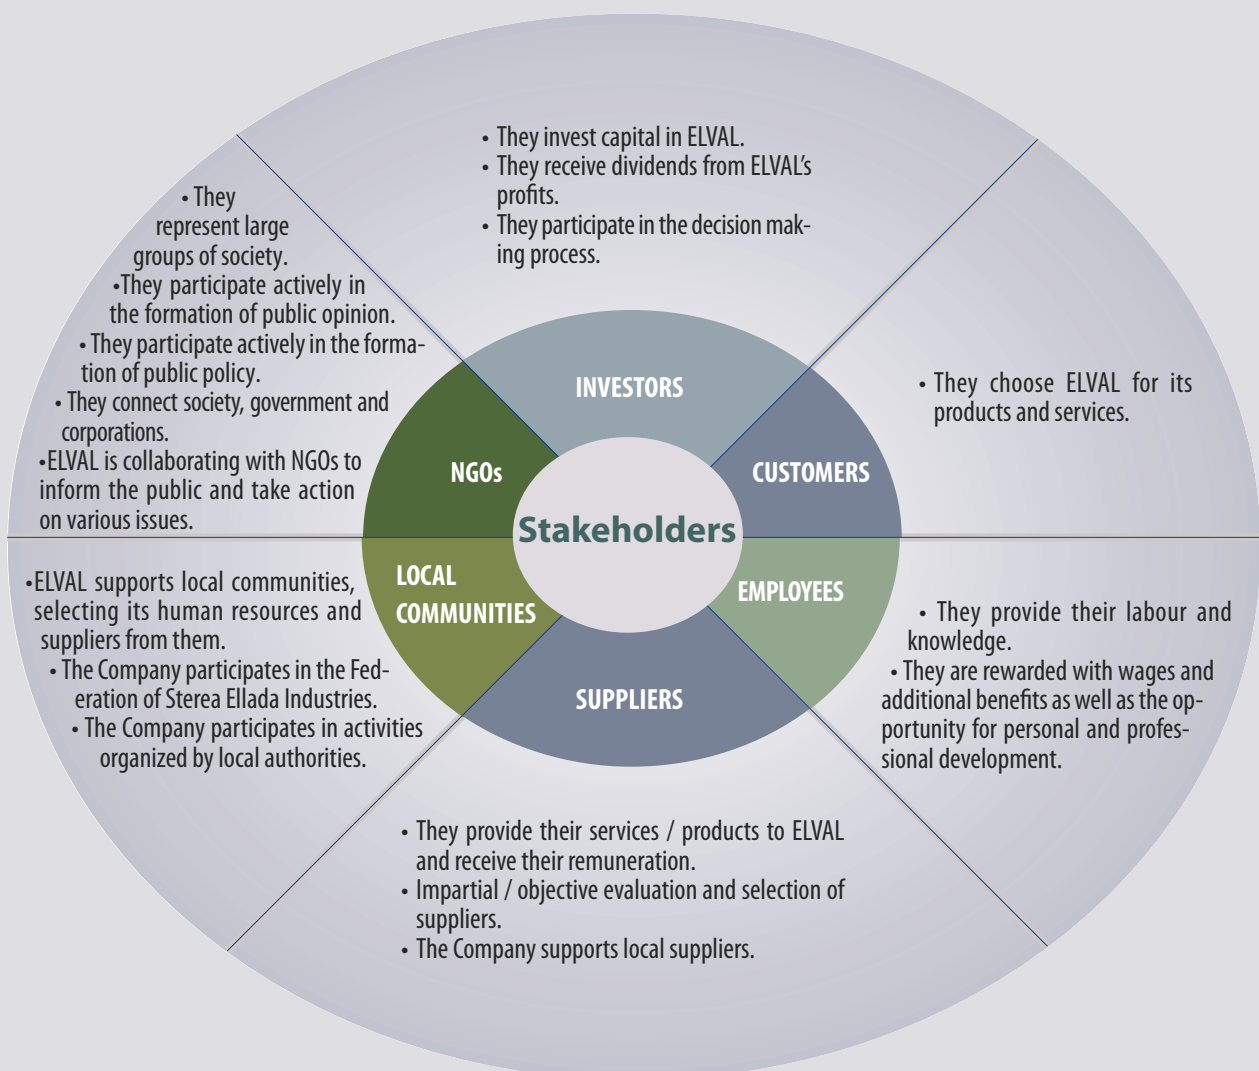 • They invest capital in ELVAL.
• They receive dividends from ELVAL's
profits.
• They participate in the decision mak-
ing process.
INVESTORS
• They choose ELVAL for its
products and services.
CUSTOMERS
• They
represent large
groups of society.
•They participate actively in
the formation of public opinion.
• They participate actively in the forma-
tion of public policy.
• They connect society, government and
corporations.
•ELVAL is collaborating with NGOs to
inform the public and take action
on various issues.
NGOs
Stakeholders
•ELVAL supports local communities,
selecting its human resources and
suppliers from them.
• The Company participates in the Fed-
eration of Sterea Ellada Industries.
• The Company participates in activities
organized by local authorities.
LOCAL
COMMUNITIES
EMPLOYEES
• They provide their labour and
knowledge.
• They are rewarded with wages and
additional benefits as well as the op-
portunity for personal and profes-
sional development.
SUPPLIERS
• They provide their services / products to ELVAL
and receive their remuneration.
• Impartial / objective evaluation and selection of
suppliers.
• The Company supports local suppliers.